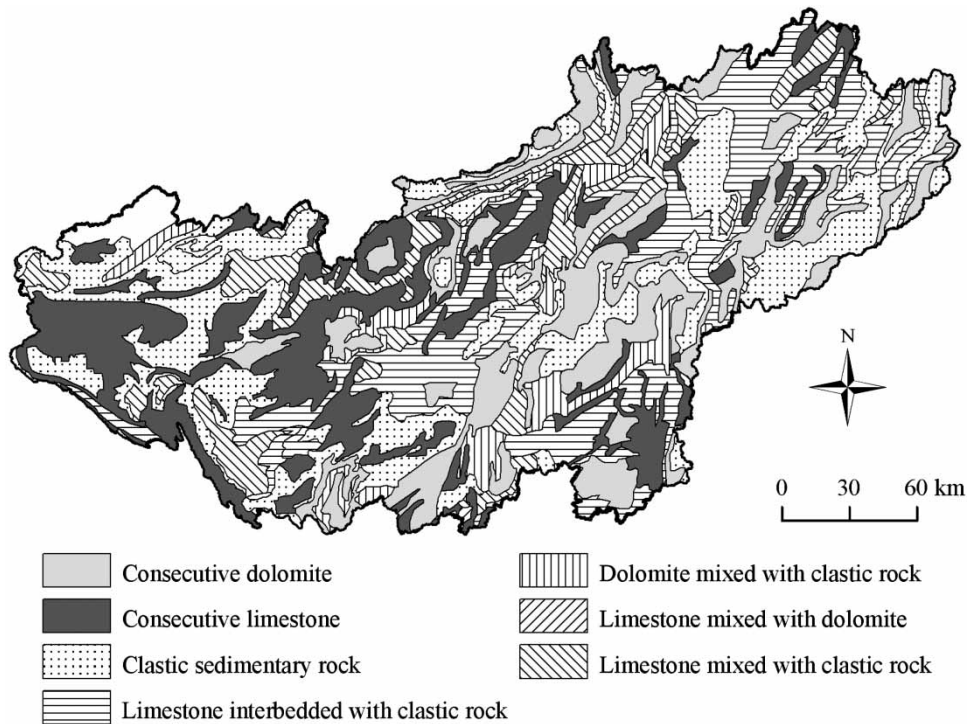 N
0 30 60 km
Consecutive dolomite
Consecutive limestone
Clastic sedimentary rock
Limestone interbedded with clastic rock
Dolomite mixed with clastic rock
Limestone mixed with dolomite
Limestone mixed with clastic rock